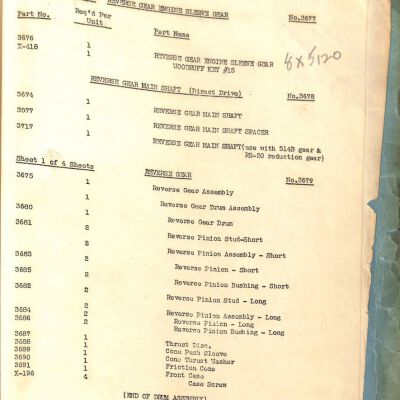 REVERSE GEAR ENGINE SLEEVE GEAR No.3677
Part No. Req'd Per Unit Part Name
3676 1 REVERSE GEAR ENGINE SLEEVE GEAR
X-418 1 WOODRUFF KEY #15
8 X 5120
REVERSE GEAR MAIN SHAFT (Direct Drive) No.3678
3674 1 REVERSE GEAR MAIN SHAFT
3577 1 REVERSE GEAR MAIN SHAFT SPACER
3717 1 REVERSE GEAR MAIN SHAFT(use with 514B gear &
RB-20 reduction gear)
Sheet 1 of 4 Sheets REVERSE GEAR No.3679
3675 1 Reverse Gear Assembly
3680 1 Reverse Gear Drum Assembly
3681 1 Reverse Gear Drum
2 Reverse Pinion Stud-Short
3683 2 Reverse Pinion Assembly - Short
3685 2 Reverse Pinion - Short
3682 2 Reverse Pinion Bushing - Short
2 Reverse Pinion Stud - Long
3684 2 Reverse Pinion Assembly - Long
3686 2 Reverse Pinion - Long
2 Reverse Pinion Bushing - Long
3687 1 Thrust Disc.
3688 1 Cone Push Sleeve
3689 1 Cone Thrust Washer
3690 1 Friction Cone
3691 1 Front Case
X-196 4 Case Screw
(END OF DRUM ASSEMBLY)